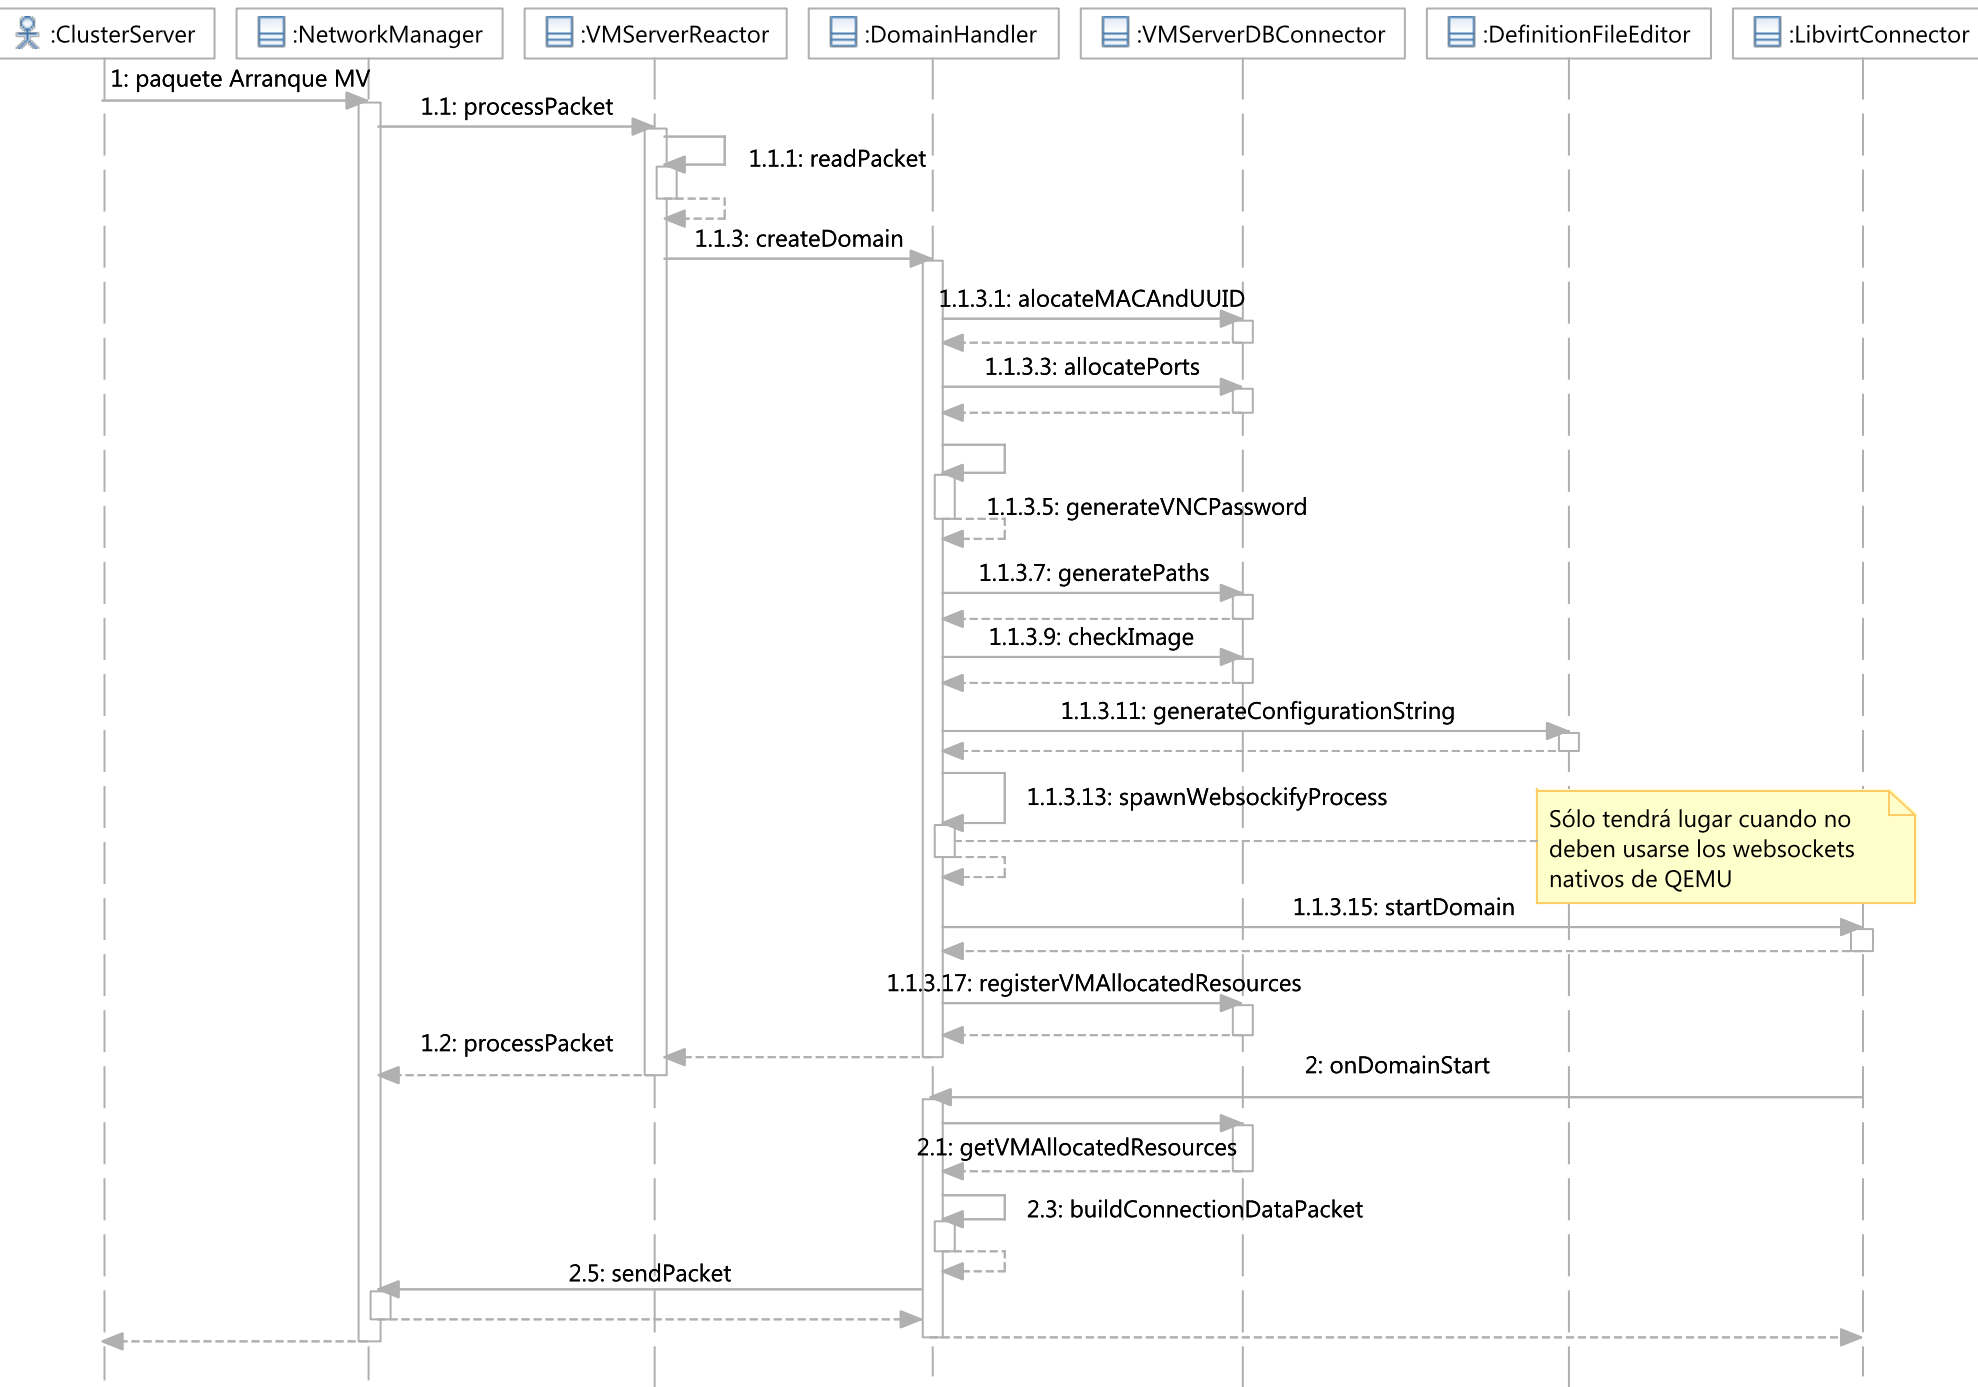 :ClusterServer
:NetworkManager
:VMServerReactor
:DomainHandler
:VMServerDBConnector
:DefinitionFileEditor
:LibvirtConnector
1: paquete Arranque MV
1.1: processPacket
1.1.1: readPacket
1.1.3: createDomain
1.1.3.1: alocateMACAndUUID
1.1.3.3: allocatePorts
1.1.3.5: generateVNCPassword
1.1.3.7: generatePaths
1.1.3.9: checkImage
1.1.3.11: generateConfigurationString
1.1.3.13: spawnWebsockifyProcess
Sólo tendrá lugar cuando no
deben usarse los websockets
nativos de QEMU
1.1.3.15: startDomain
1.1.3.17: registerVMAllocatedResources
1.2: processPacket
2: onDomainStart
2.1: getVMAllocatedResources
2.3: buildConnectionDataPacket
2.5: sendPacket